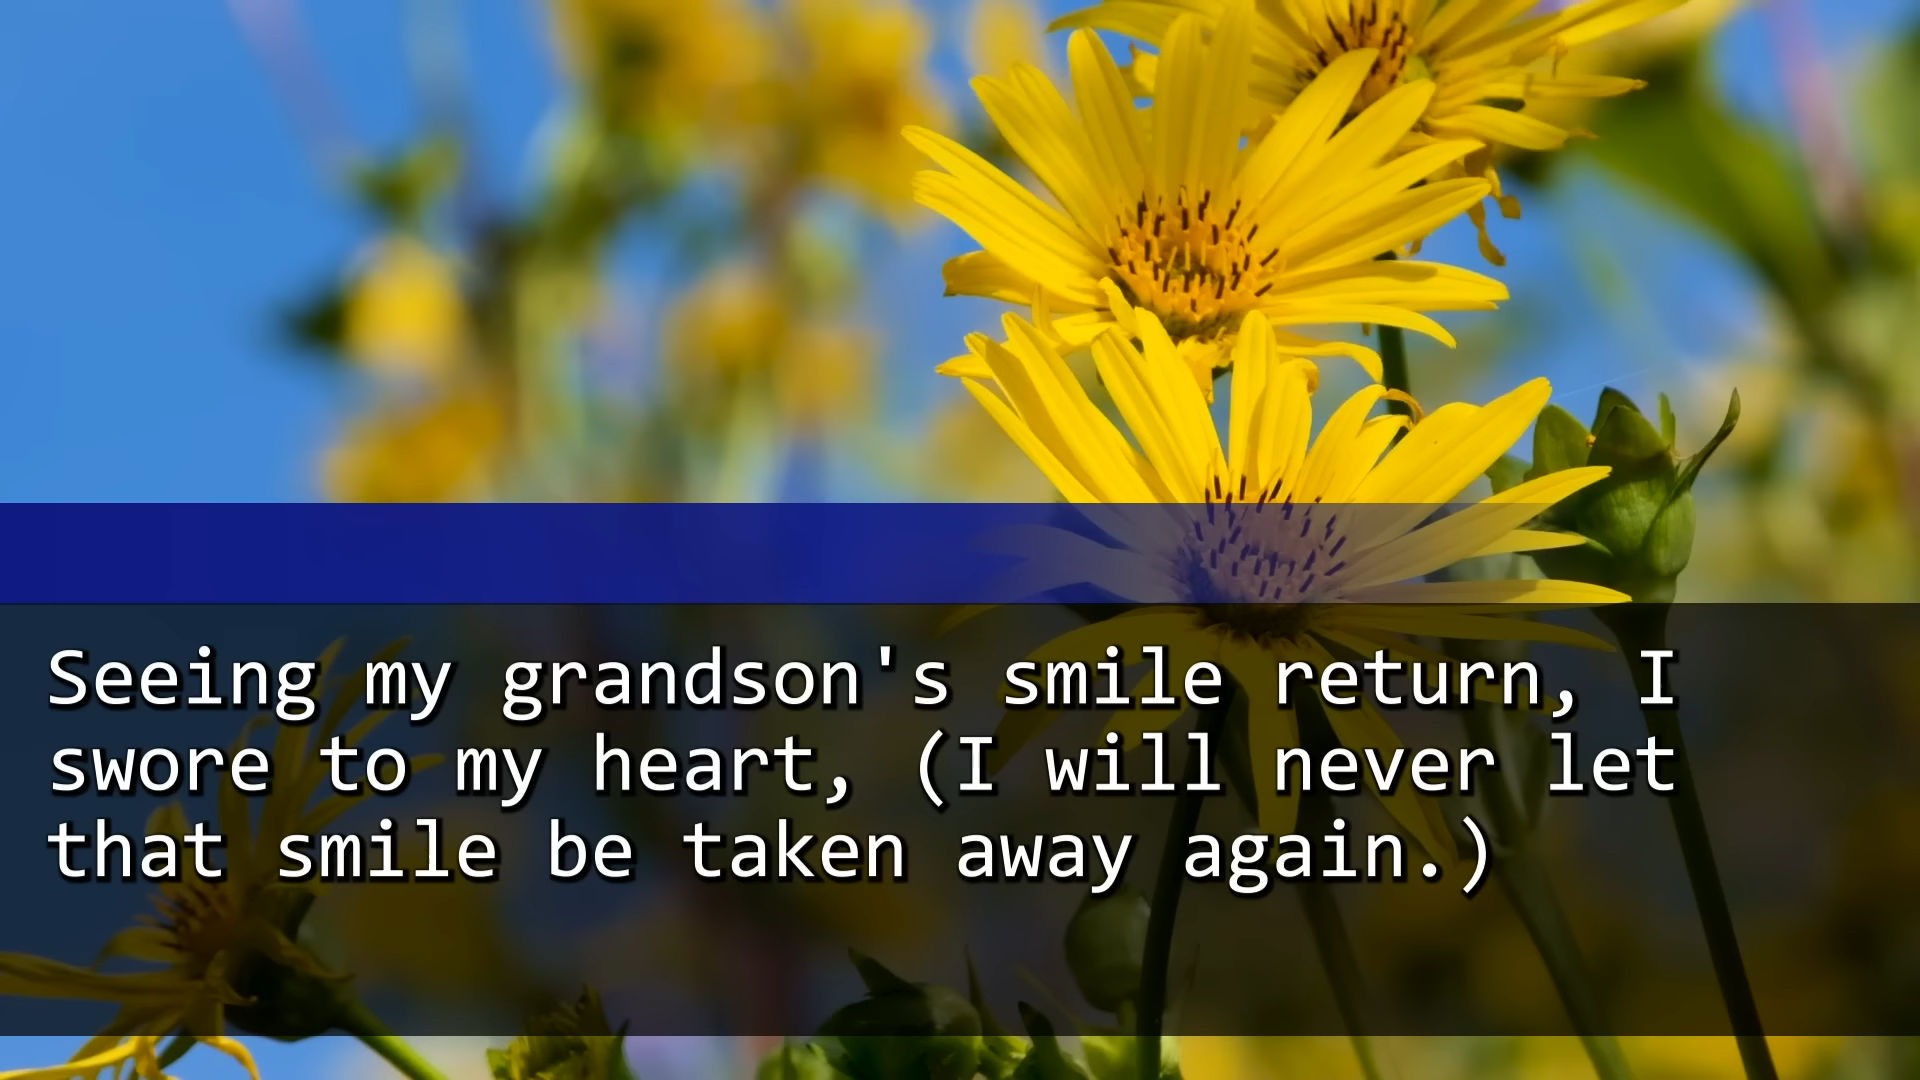 Seeing my grandson's smile return, I
swore to my heart, (I will never let
that smile be taken away again.)